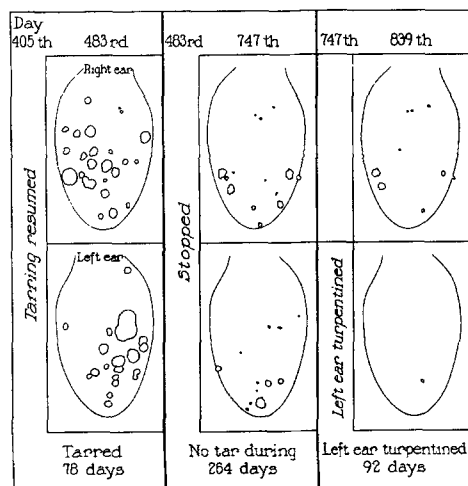 Day
405 th 483 rd 483rd 747 th 747th 839 th
Right ear
Left ear
Tarring resumed
Stopped
Left ear turpentined
Tarred
78 days
No tar during
264 days
Left ear turpentined
92 days